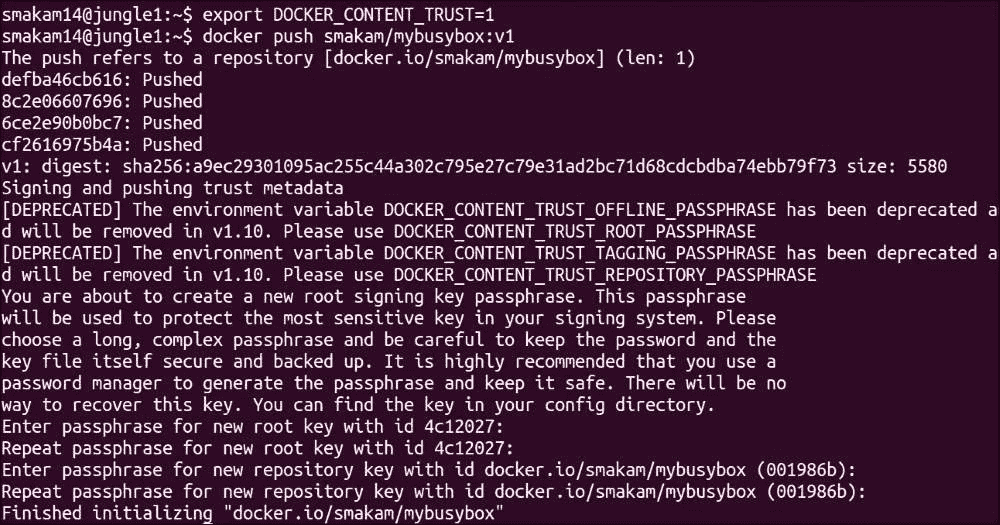 smakam14@jungle1:~$ export DOCKER_CONTENT_TRUST=1
smakam14@jungle1:~$ docker push smakam/mybusybox:v1
The push refers to a repository [docker.io/smakam/mybusybox] (len: 1)
defba46cb616: Pushed
8c2e06607696: Pushed
6ce2e90b0bc7: Pushed
cf2616975b4a: Pushed
v1: digest: sha256:a9ec29301095ac255c44a302c795e27c79e31ad2bc71d68cdcbdba74ebb79f73 size: 5580
Signing and pushing trust metadata
[DEPRECATED] The environment variable DOCKER_CONTENT_TRUST_OFFLINE_PASSPHRASE has been deprecated a
d will be removed in v1.10. Please use DOCKER_CONTENT_TRUST_ROOT_PASSPHRASE
[DEPRECATED] The environment variable DOCKER_CONTENT_TRUST_TAGGING_PASSPHRASE has been deprecated a
d will be removed in v1.10. Please use DOCKER_CONTENT_TRUST_REPOSITORY_PASSPHRASE
You are about to create a new root signing key passphrase. This passphrase
will be used to protect the most sensitive key in your signing system. Please
choose a long, complex passphrase and be careful to keep the password and the
key file itself secure and backed up. It is highly recommended that you use a
password manager to generate the passphrase and keep it safe. There will be no
way to recover this key. You can find the key in your config directory.
Enter passphrase for new root key with id 4c12027:
Repeat passphrase for new root key with id 4c12027:
Enter passphrase for new repository key with id docker.io/smakam/mybusybox (001986b):
Repeat passphrase for new repository key with id docker.io/smakam/mybusybox (001986b):
Finished initializing "docker.io/smakam/mybusybox"